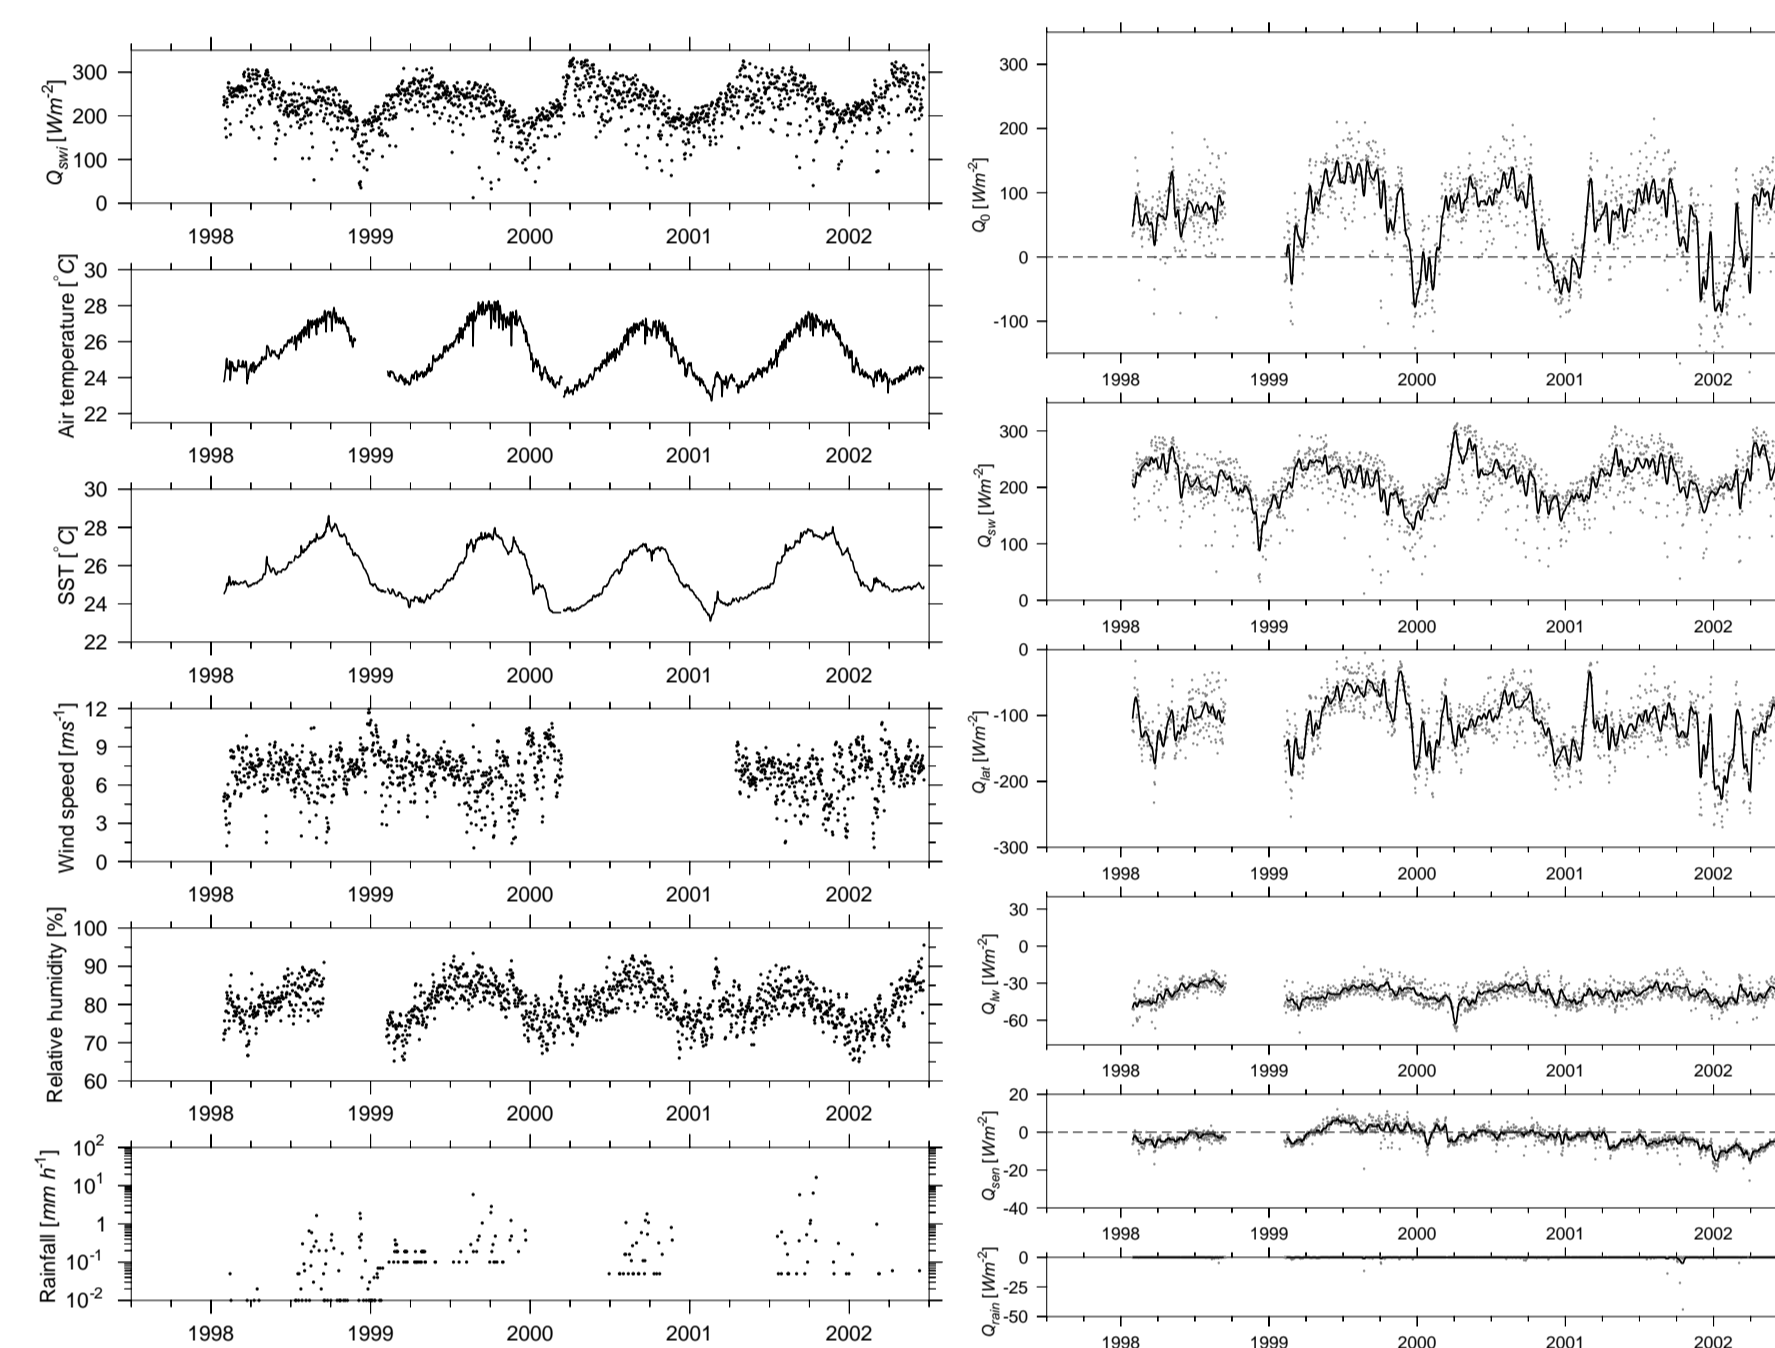 Q_swi [Wm^-2]
300
200
100
0
1998 1999 2000 2001 2002
Air temperature [°C]
30
28
26
24
22
1998 1999 2000 2001 2002
SST [°C]
30
28
26
24
22
1998 1999 2000 2001 2002
Wind speed [ms^-1]
12
9
6
3
0
1998 1999 2000 2001 2002
Relative humidity [%]
100
90
80
70
60
1998 1999 2000 2001 2002
Rainfall [mm h^-1]
10^2
10^1
1
10^-1
10^-2
1998 1999 2000 2001 2002
Q_0 [Wm^-2]
300
200
100
0
-100
1998 1999 2000 2001 2002
Q_sw [Wm^-2]
300
200
100
0
1998 1999 2000 2001 2002
Q_lat [Wm^-2]
0
-100
-200
-300
1998 1999 2000 2001 2002
Q_lw [Wm^-2]
30
0
-30
-60
1998 1999 2000 2001 2002
Q_sen [Wm^-2]
20
0
-20
-40
1998 1999 2000 2001 2002
Q_rain [Wm^-2]
0
-25
-50
1998 1999 2000 2001 2002